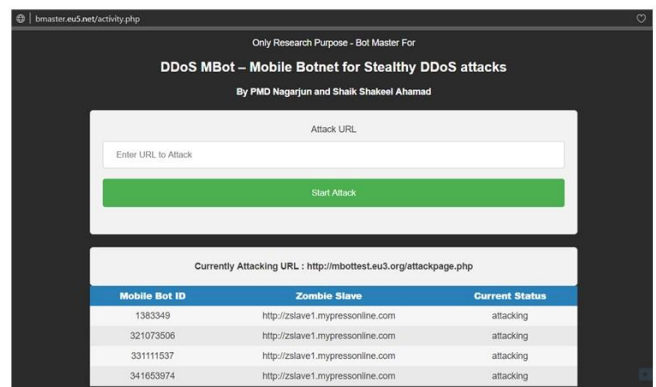 bmaster.eu5.net/activity.php
Only Research Purpose - Bot Master For
DDoS MBot – Mobile Botnet for Stealthy DDoS attacks
By PMD Nagarjun and Shaik Shakeel Ahamad
Attack URL
Enter URL to Attack
Start Attack
Currently Attacking URL : http://mbottest.eu3.org/attackpage.php
Mobile Bot ID Zombie Slave Current Status
1383349 http://zslave1.mypressonline.com attacking
321073506 http://zslave1.mypressonline.com attacking
331111537 http://zslave1.mypressonline.com attacking
341653974 http://zslave1.mypressonline.com attacking